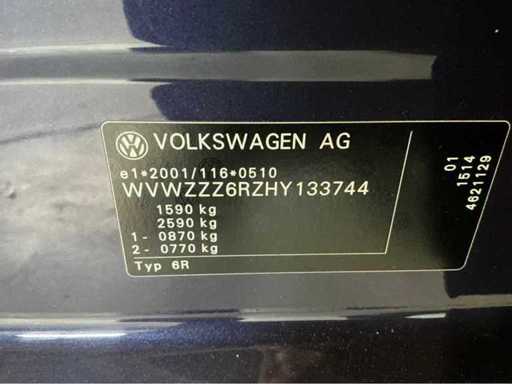 VOLKSWAGEN AG
e1*2001/116*0510
WVWZZZ6RZHY133744
1590 kg
2590 kg
1 - 0870 kg
2 - 0770 kg
Typ 6R
01
1514
4621129